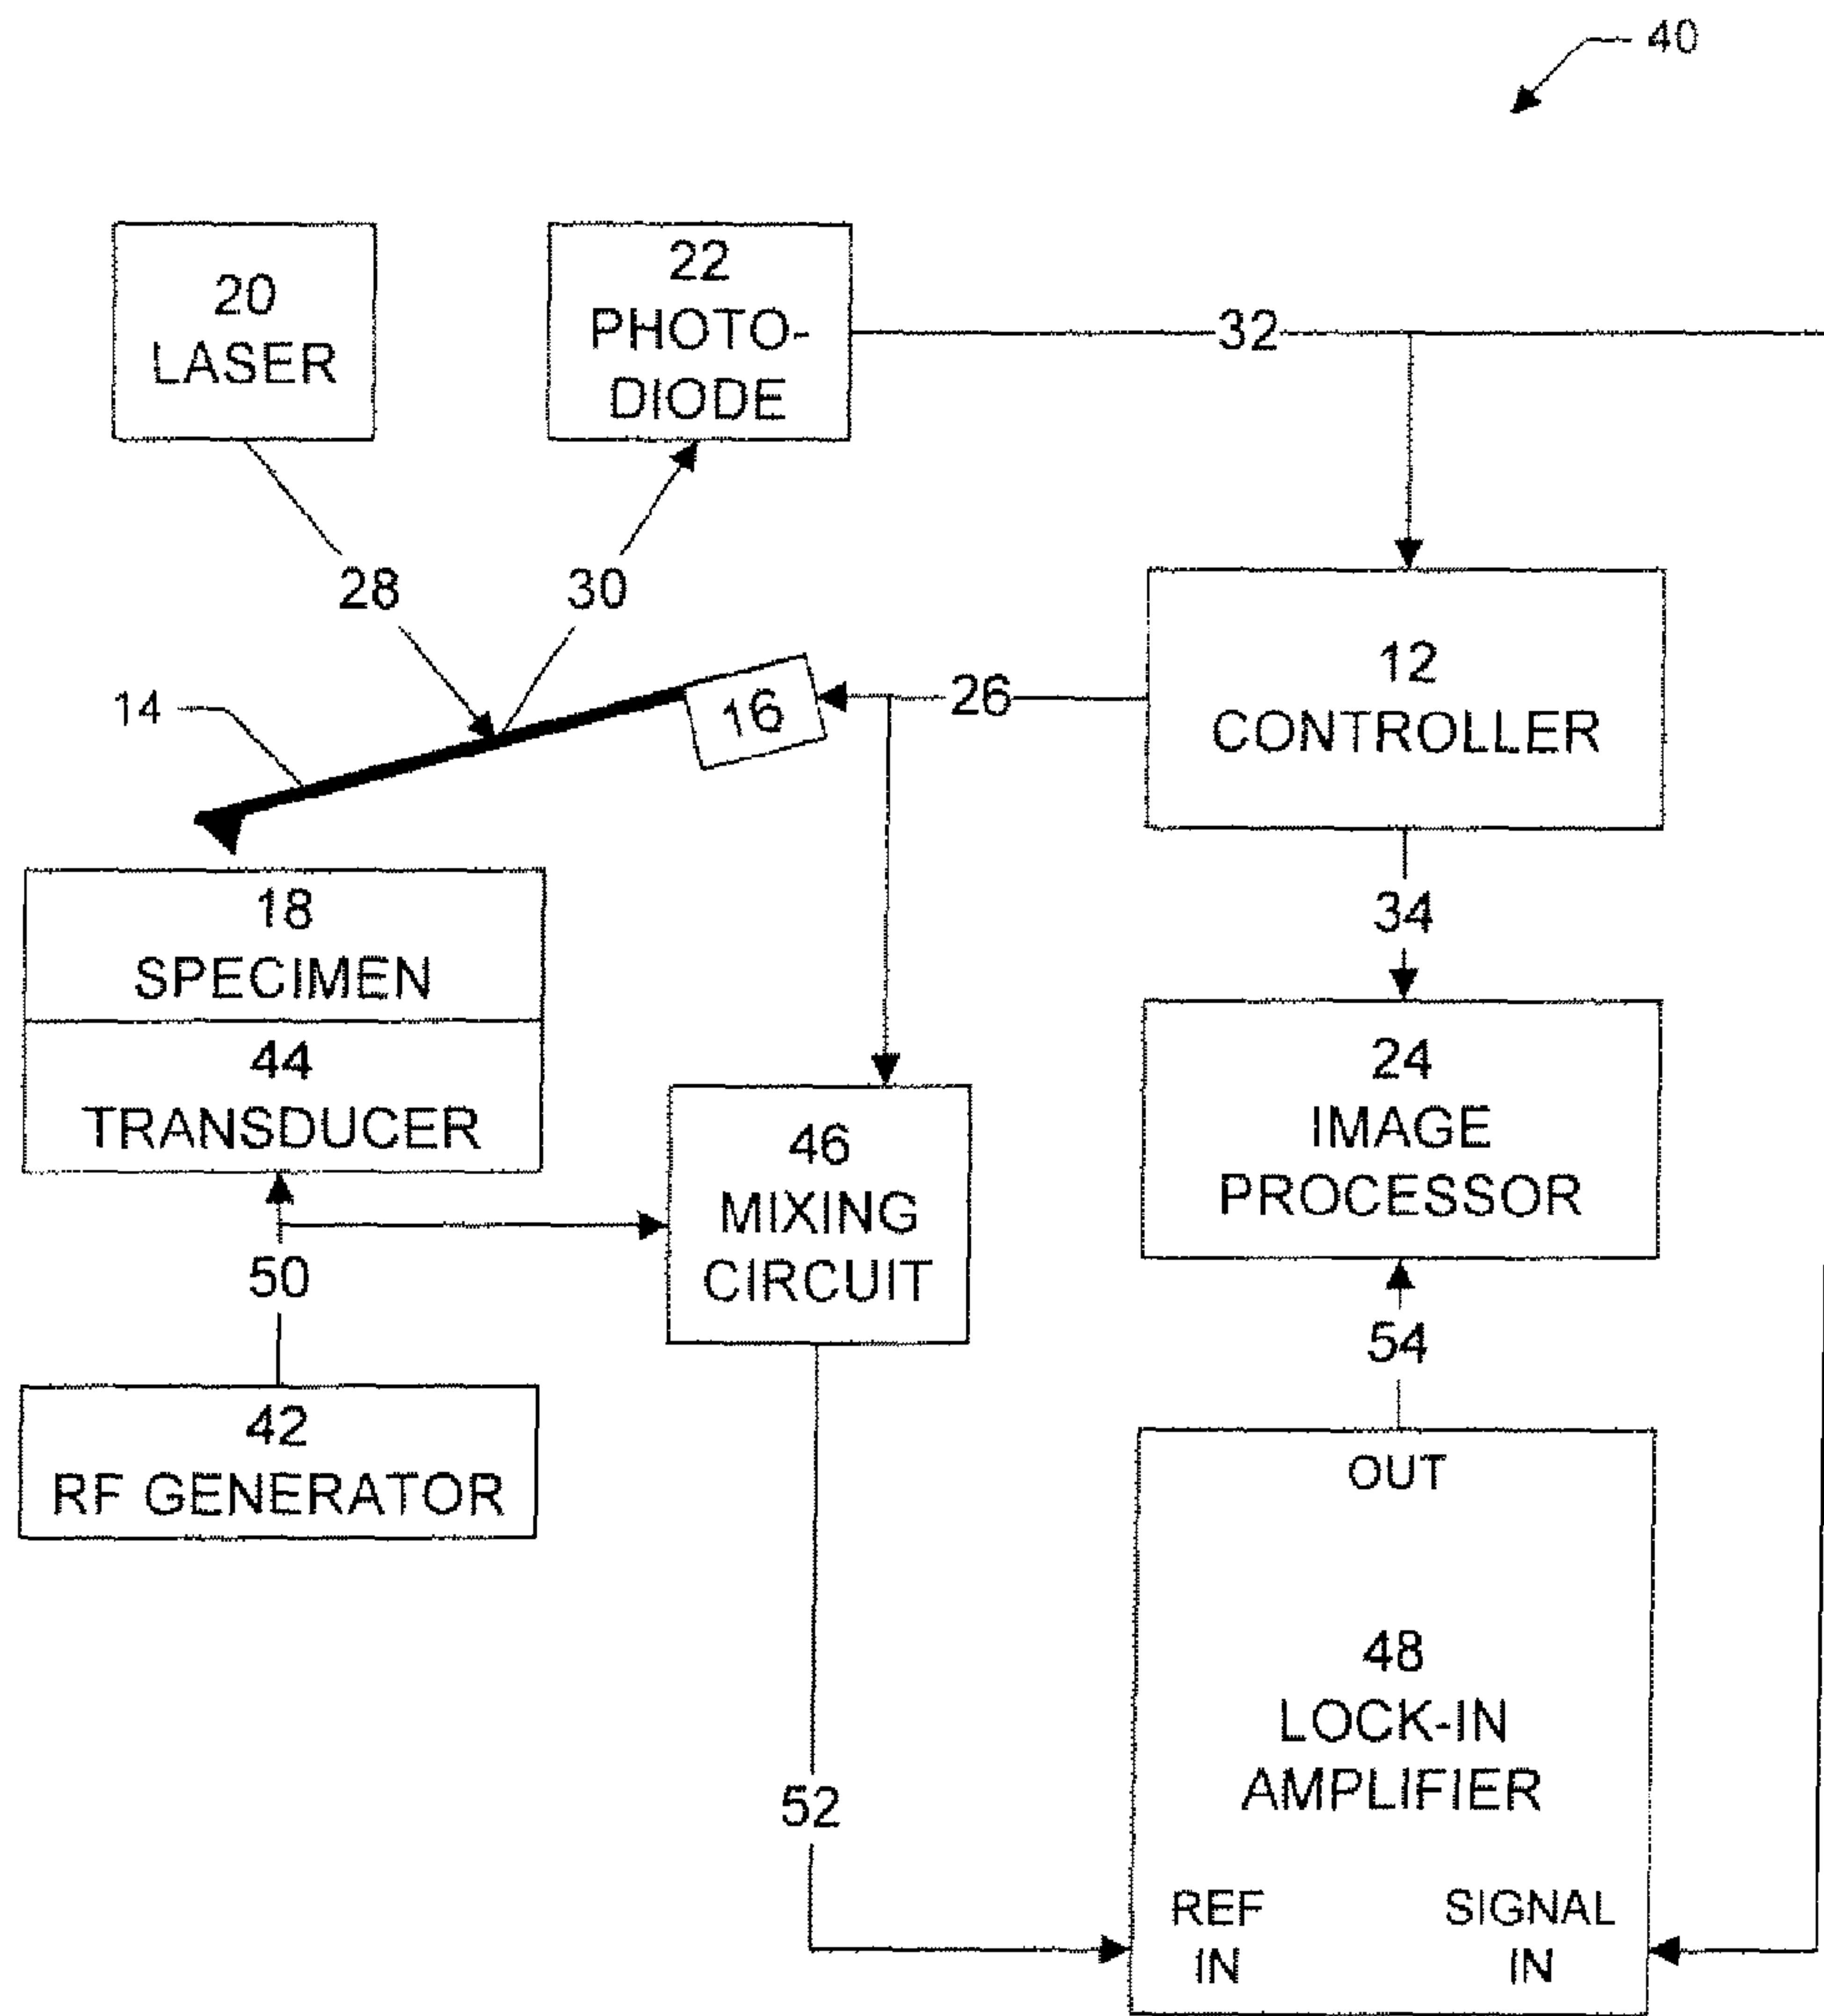 40
20
LASER
22
PHOTO-
DIODE
32
28
30
14
16
26
12
CONTROLLER
18
SPECIMEN
44
TRANSDUCER
34
24
IMAGE
PROCESSOR
46
MIXING
CIRCUIT
50
54
42
RF GENERATOR
OUT
48
LOCK-IN
AMPLIFIER
52
REF
IN
SIGNAL
IN